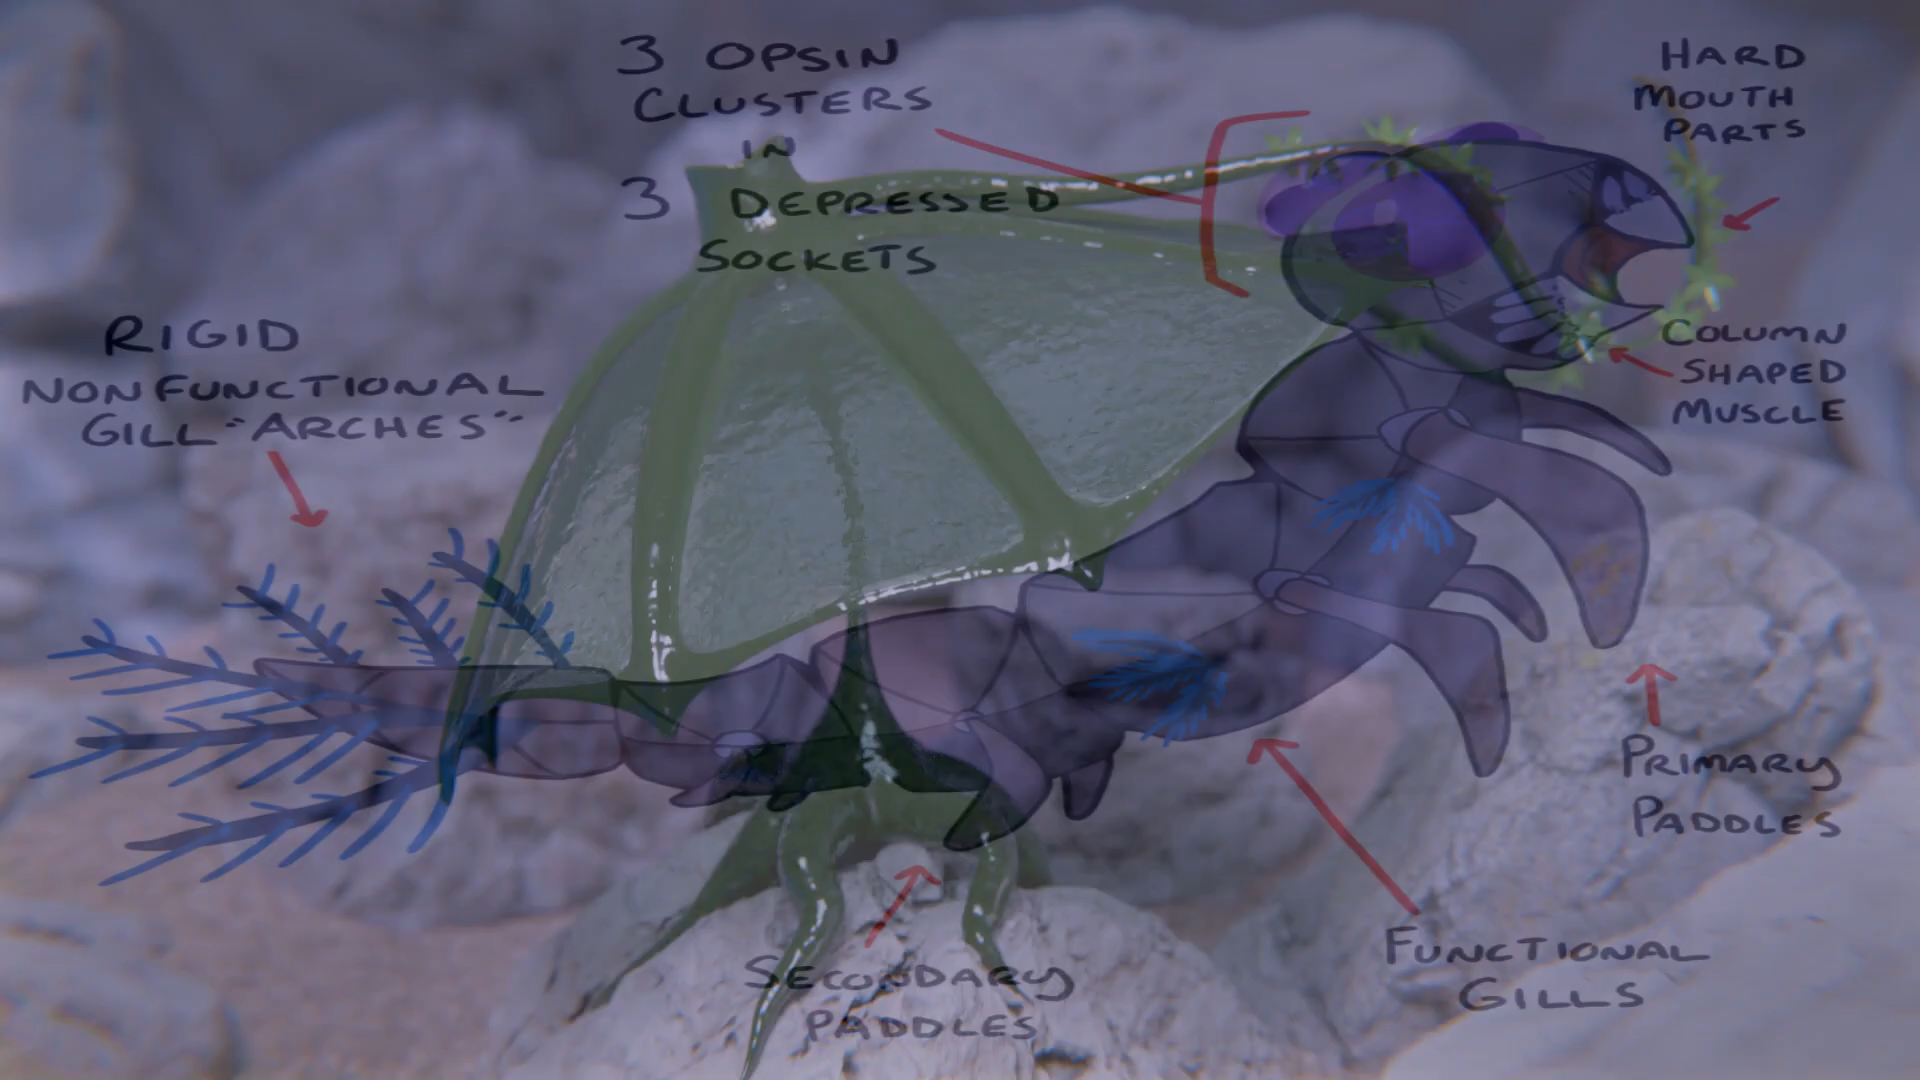 3 OPSIN
CLUSTERS
IN
3 DEPRESSED
SOCKETS
HARD
MOUTH
PARTS
RIGID
NONFUNCTIONAL
GILL "ARCHES"
COLUMN
SHAPED
MUSCLE
PRIMARY
PADDLES
SECONDARY
PADDLES
FUNCTIONAL
GILLS